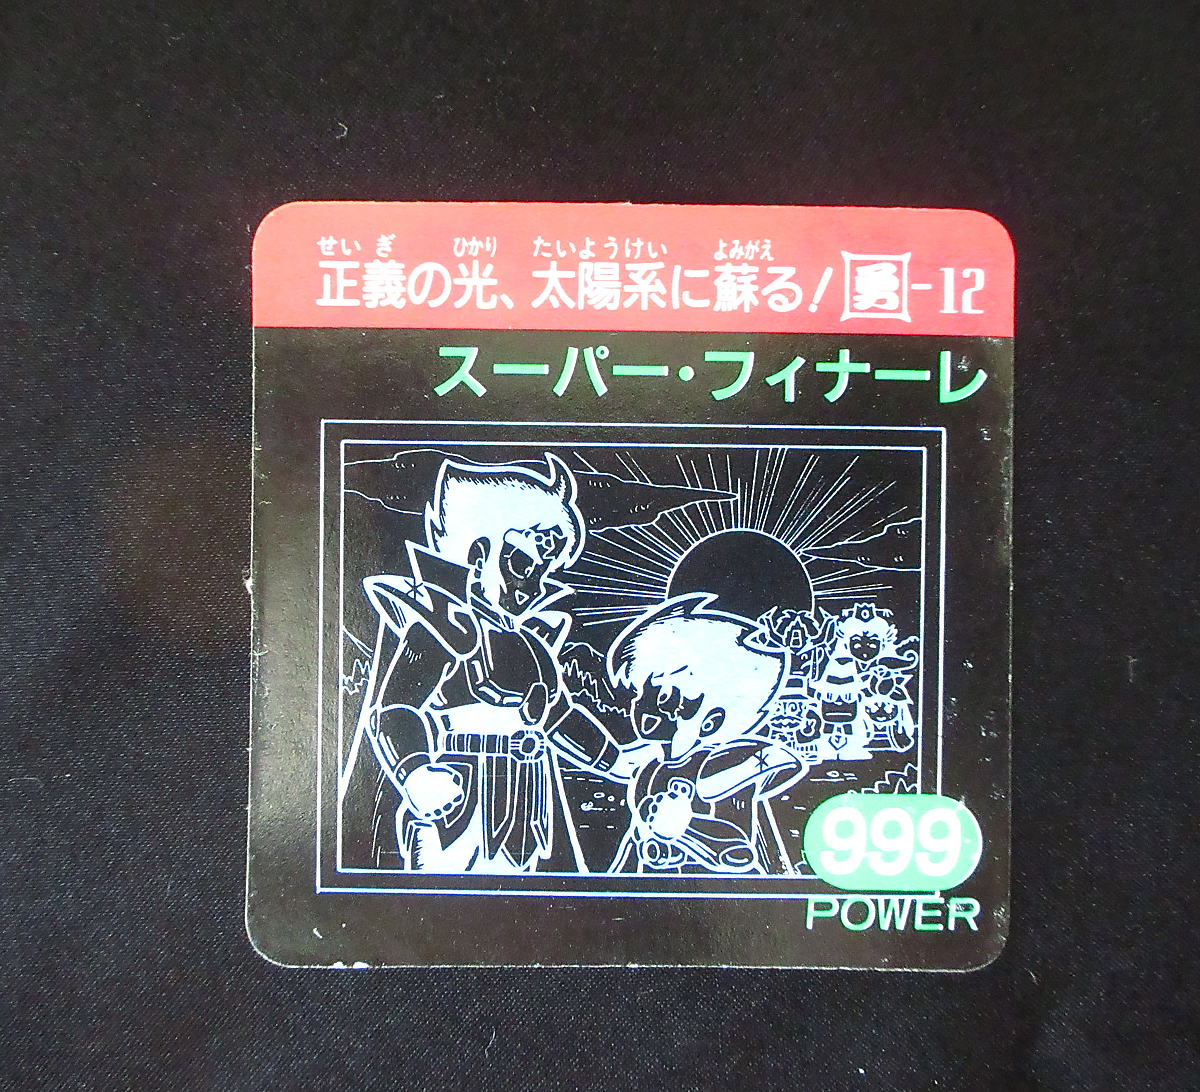 せいぎ ひかり たいようけい よみがえ
正義の光、太陽系に蘇る! 勇-12
スーパー・フィナーレ
999
POWER